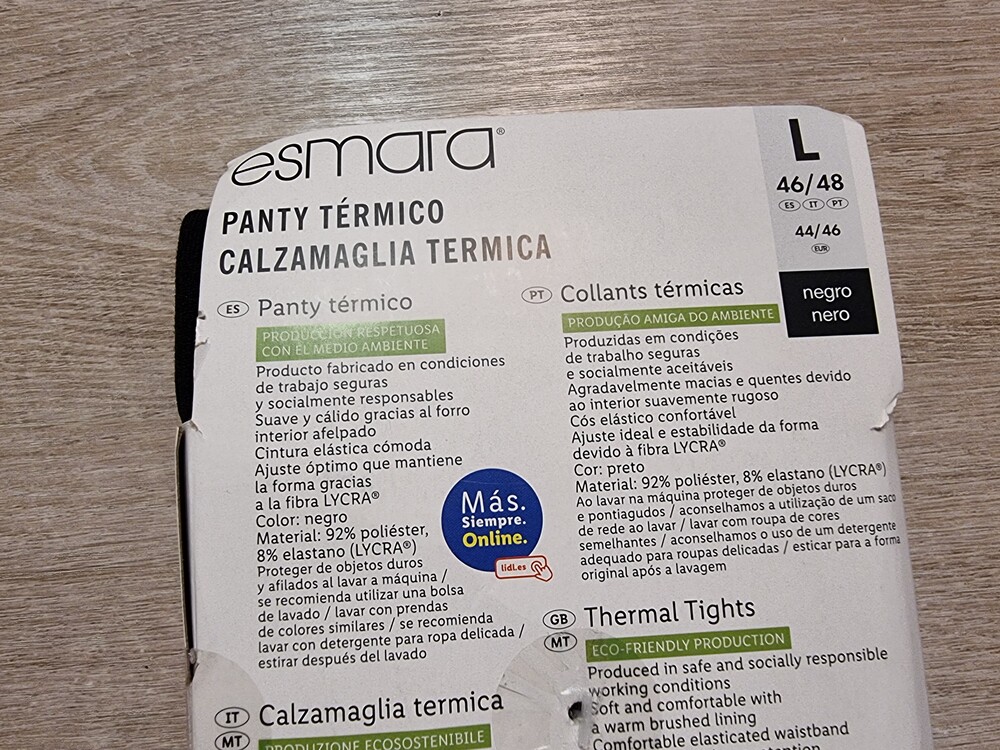 esmara®
PANTY TÉRMICO
CALZAMAGLIA TERMICA
L
46/48
ES IT PT
44/46
EUR
negro
nero
ES Panty térmico
PRODUCCIÓN RESPETUOSA
CON EL MEDIO AMBIENTE
Producto fabricado en condiciones
de trabajo seguras
y socialmente responsables
Suave y cálido gracias al forro
interior afelpado
Cintura elástica cómoda
Ajuste óptimo que mantiene
la forma gracias
a la fibra LYCRA®
Color: negro
Material: 92% poliéster,
8% elastano (LYCRA®)
Proteger de objetos duros
y afilados al lavar a máquina /
se recomienda utilizar una bolsa
de lavado / lavar con prendas
de colores similares / se recomienda
lavar con detergente para ropa delicada /
estirar después del lavado
Más.
Siempre.
Online.
lidl.es
PT Collants térmicas
PRODUÇÃO AMIGA DO AMBIENTE
Produzidas em condições
de trabalho seguras
e socialmente aceitáveis
Agradavelmente macias e quentes devido
ao interior suavemente rugoso
Cós elástico confortável
Ajuste ideal e estabilidade da forma
devido à fibra LYCRA®
Cor: preto
Material: 92% poliéster, 8% elastano (LYCRA®)
Ao lavar na máquina proteger de objetos duros
e pontiagudos / aconselhamos a utilização de um saco
de rede ao lavar / lavar com roupa de cores
semelhantes / aconselhamos o uso de um detergente
adequado para roupas delicadas / esticar para a forma
original após a lavagem
GB MT Thermal Tights
ECO-FRIENDLY PRODUCTION
Produced in safe and socially responsible
working conditions
Soft and comfortable with
a warm brushed lining
Comfortable elasticated waistband
IT MT Calzamaglia termica
PRODUZIONE ECOSOSTENIBILE